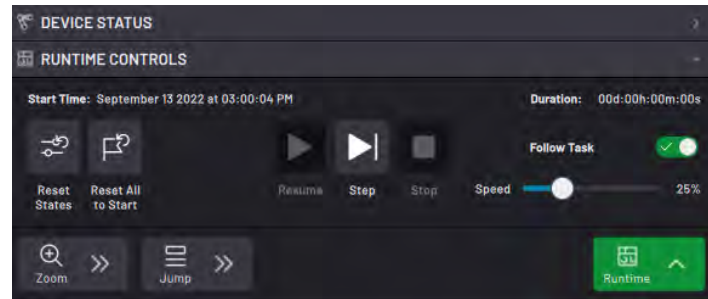 DEVICE STATUS
RUNTIME CONTROLS
Start Time: September 13 2022 at 03:00:04 PM
Duration: 00d:00h:00m:00s
Follow Task
Reset States
Reset All to Start
Resume
Step
Stop
Speed
25%
Zoom
Jump
Runtime